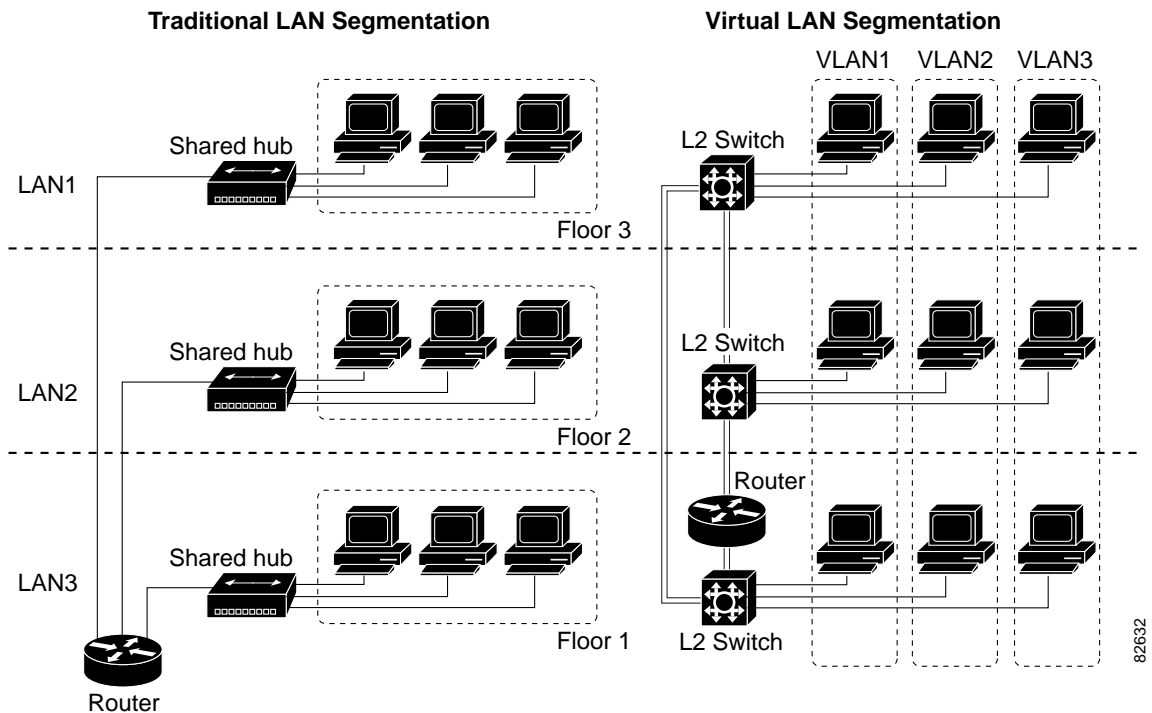 Traditional LAN Segmentation
Virtual LAN Segmentation
VLAN1 VLAN2 VLAN3
Shared hub
L2 Switch
LAN1
Floor 3
Shared hub
L2 Switch
LAN2
Floor 2
Router
Shared hub
LAN3
Floor 1
L2 Switch
Router
82632